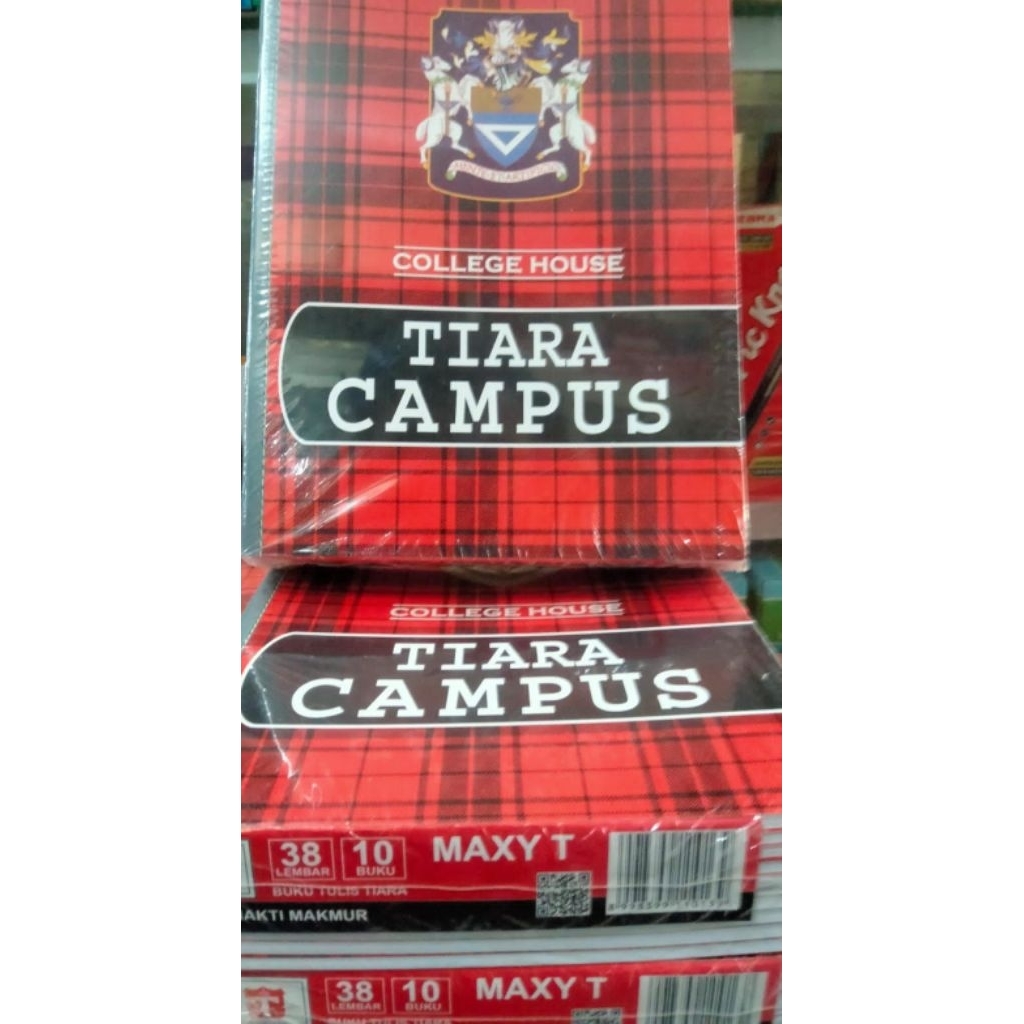 COLLEGE HOUSE
TIARA
CAMPUS
COLLEGE HOUSE
TIARA
CAMPUS
38
LEMBAR
10
BUKU
MAXY T
BUKU TULIS TIARA
AKTI MAKMUR
38
LEMBAR
10
BUKU
MAXY T